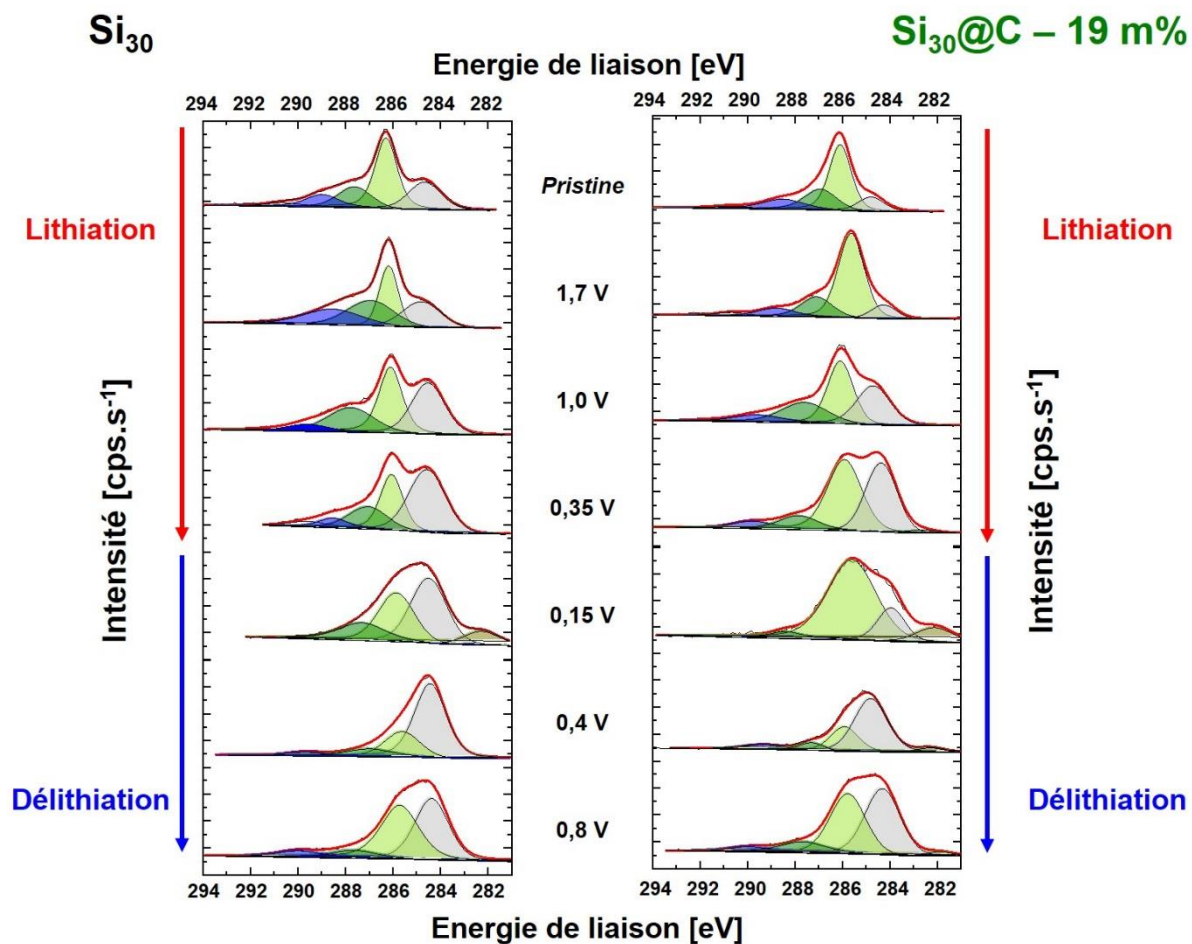 Si30
Si30@C – 19 m%
Energie de liaison [eV]
294 292 290 288 286 284 282
294 292 290 288 286 284 282
Lithiation
Pristine
Lithiation
1,7 V
1,0 V
Intensité [cps.s-1]
Intensité [cps.s-1]
0,35 V
0,15 V
0,4 V
Délithiation
Délithiation
0,8 V
294 292 290 288 286 284 282
294 292 290 288 286 284 282
Energie de liaison [eV]